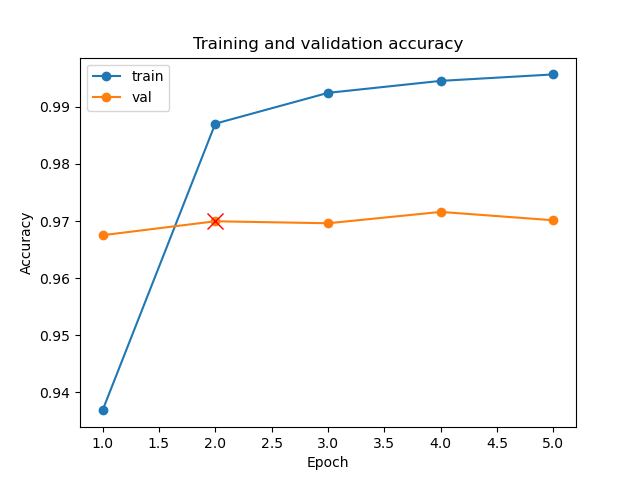 Training and validation accuracy
train
val
0.99
0.98
0.97
0.96
0.95
0.94
Accuracy
1.0 1.5 2.0 2.5 3.0 3.5 4.0 4.5 5.0
Epoch